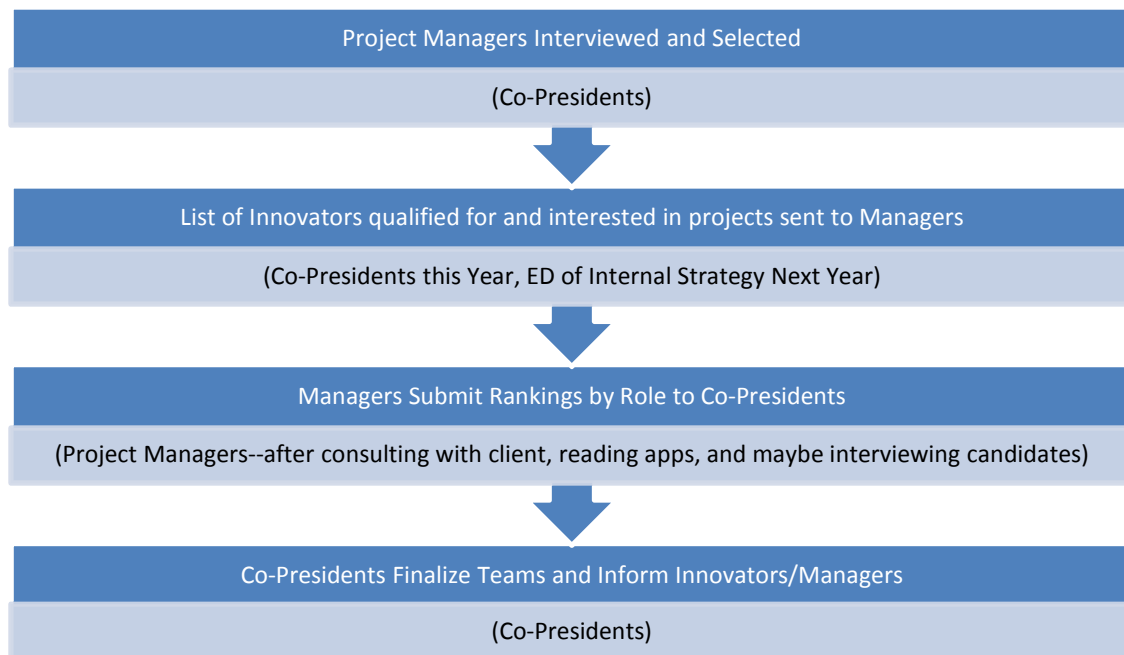 Project Managers Interviewed and Selected
(Co-Presidents)
List of Innovators qualified for and interested in projects sent to Managers
(Co-Presidents this Year, ED of Internal Strategy Next Year)
Managers Submit Rankings by Role to Co-Presidents
(Project Managers--after consulting with client, reading apps, and maybe interviewing candidates)
Co-Presidents Finalize Teams and Inform Innovators/Managers
(Co-Presidents)